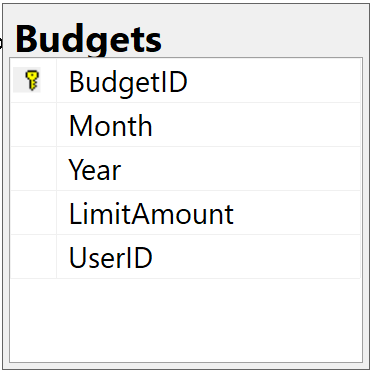 Budgets
BudgetID
Month
Year
LimitAmount
UserID